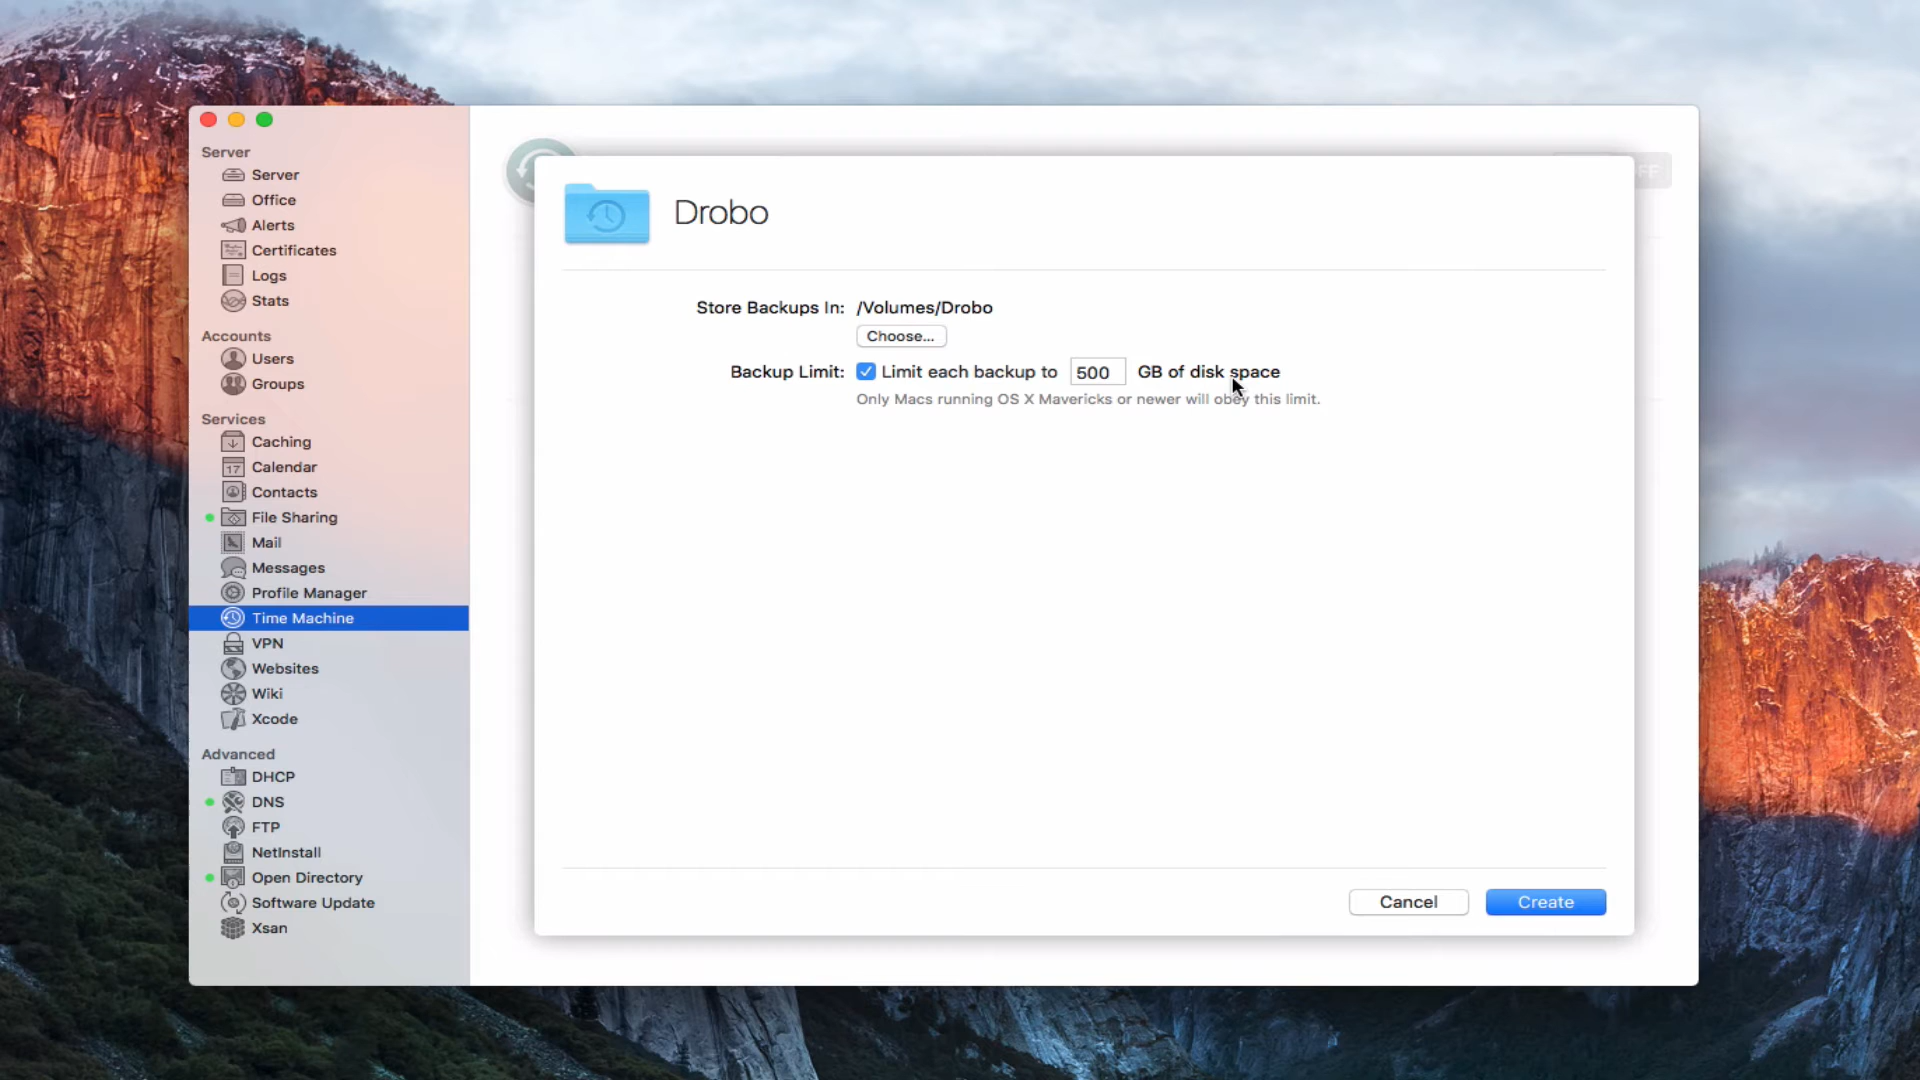 Server
Server
Office
Alerts
Certificates
Logs
Stats
Accounts
Users
Groups
Services
Caching
17 Calendar
Contacts
File Sharing
Mail
Messages
Profile Manager
Time Machine
VPN
Websites
Wiki
Xcode
Advanced
DHCP
DNS
FTP
NetInstall
Open Directory
Software Update
Xsan
Drobo
Store Backups In: /Volumes/Drobo
Choose...
Backup Limit: Limit each backup to 500 GB of disk space
Only Macs running OS X Mavericks or newer will obey this limit.
Cancel Create